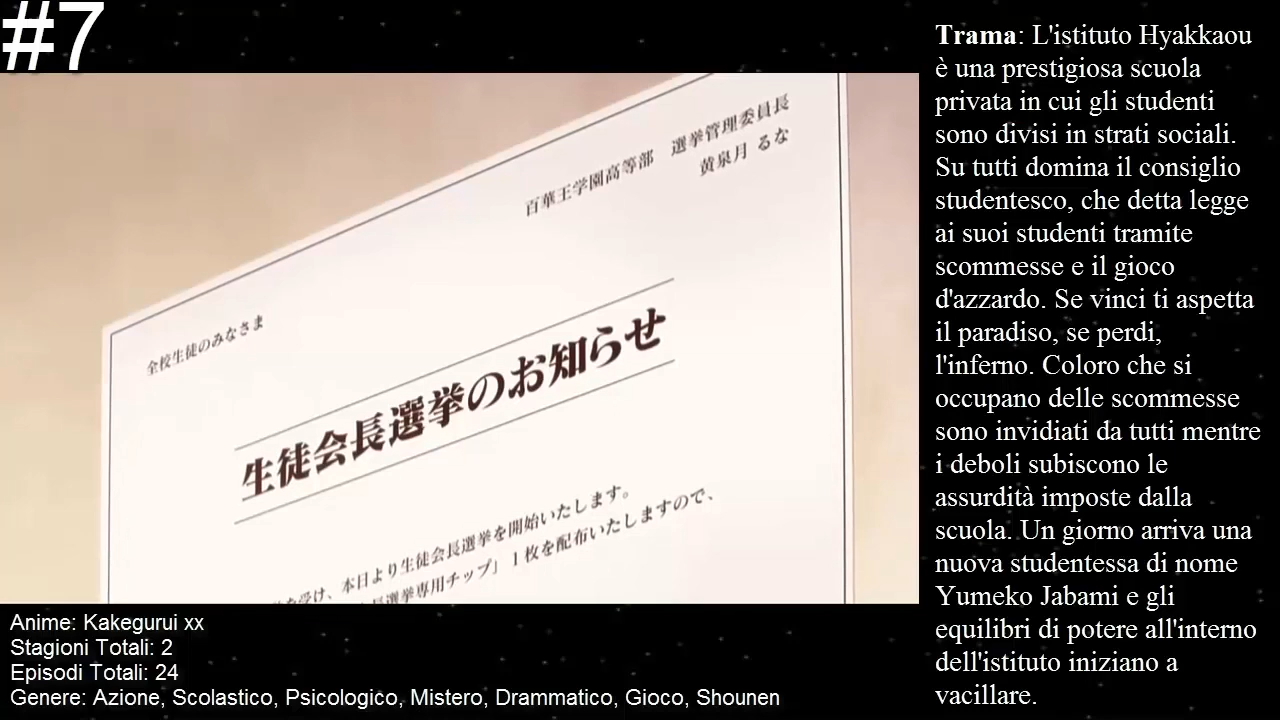 #7
百華王学園高等部 選挙管理委員長
黄泉月 るな
全校生徒のみなさま
生徒会長選挙のお知らせ
を受け、本日より生徒会長選挙を開始いたします。
選挙専用チップ」1枚を配布いたしますので、
Anime: Kakegurui xx
Stagioni Totali: 2
Episodi Totali: 24
Genere: Azione, Scolastico, Psicologico, Mistero, Drammatico, Gioco, Shounen
Trama: L'istituto Hyakkaou
è una prestigiosa scuola
privata in cui gli studenti
sono divisi in strati sociali.
Su tutti domina il consiglio
studentesco, che detta legge
ai suoi studenti tramite
scommesse e il gioco
d'azzardo. Se vinci ti aspetta
il paradiso, se perdi,
l'inferno. Coloro che si
occupano delle scommesse
sono invidiati da tutti mentre
i deboli subiscono le
assurdità imposte dalla
scuola. Un giorno arriva una
nuova studentessa di nome
Yumeko Jabami e gli
equilibri di potere all'interno
dell'istituto iniziano a
vacillare.